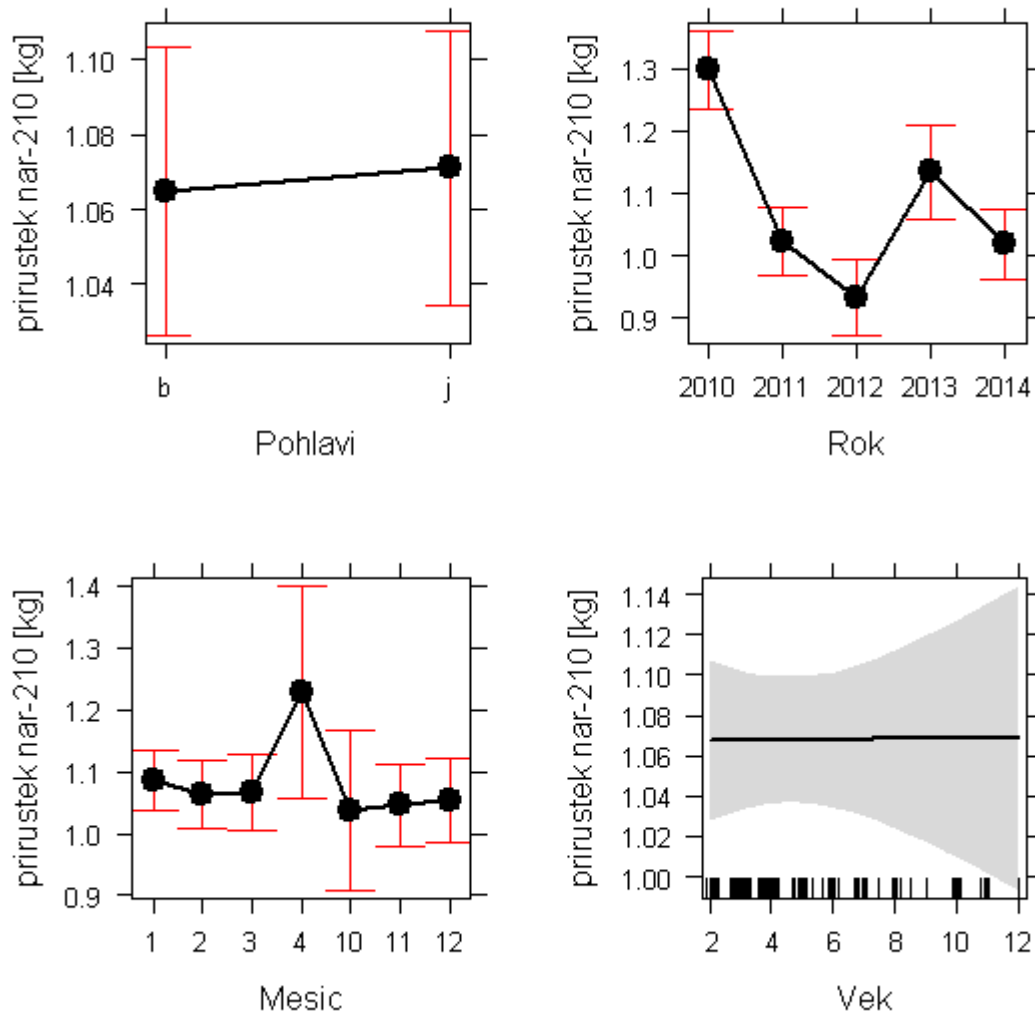 prirustek nar-210 [kg]
1.10
1.08
1.06
1.04
b j
Pohlavi
prirustek nar-210 [kg]
1.3
1.2
1.1
1.0
0.9
2010 2011 2012 2013 2014
Rok
prirustek nar-210 [kg]
1.4
1.3
1.2
1.1
1.0
0.9
1 2 3 4 10 11 12
Mesic
prirustek nar-210 [kg]
1.14
1.12
1.10
1.08
1.06
1.04
1.02
1.00
2 4 6 8 10 12
Vek